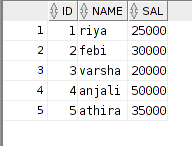 ID NAME SAL
1 1 riya 25000
2 2 febi 30000
3 3 varsha 20000
4 4 anjali 50000
5 5 athira 35000